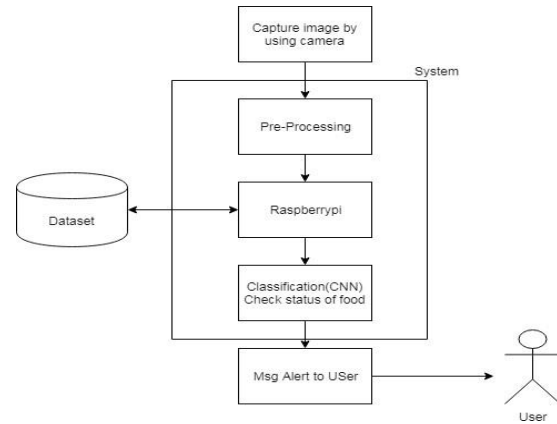 Capture image by
using camera
System
Pre-Processing
Dataset
Raspberrypi
Classification(CNN)
Check status of food
Msg Alert to USer
User